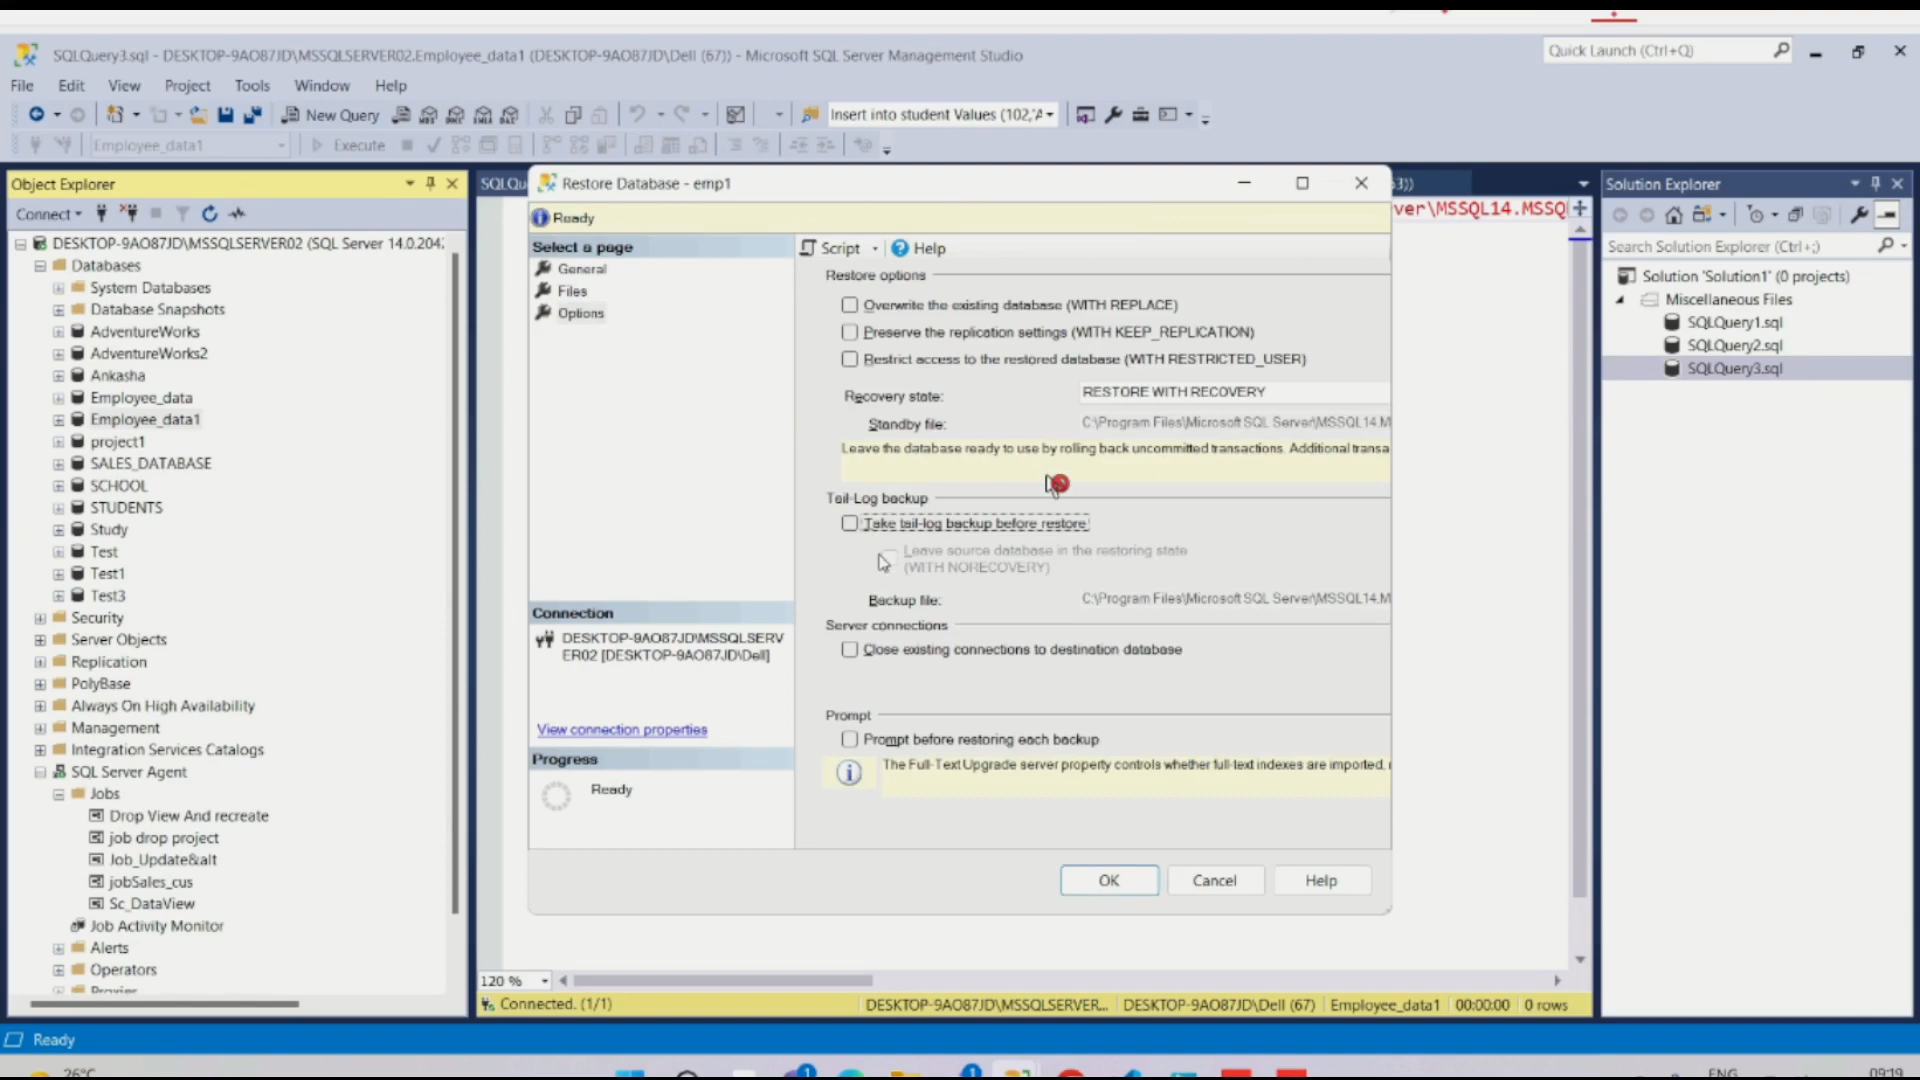 SQLQuery3.sql - DESKTOP-9AO87JD\MSSQLSERVER02.Employee_data1 (DESKTOP-9AO87JD\Dell (67)) - Microsoft SQL Server Management Studio
Quick Launch (Ctrl+Q)
File Edit View Project Tools Window Help
New Query
Insert into student Values (102,'A
Employee_data1
Execute
Object Explorer
Connect
DESKTOP-9AO87JD\MSSQLSERVER02 (SQL Server 14.0.204
Databases
System Databases
Database Snapshots
AdventureWorks
AdventureWorks2
Ankasha
Employee_data
Employee_data1
project1
SALES_DATABASE
SCHOOL
STUDENTS
Study
Test
Test1
Test3
Security
Server Objects
Replication
PolyBase
Always On High Availability
Management
Integration Services Catalogs
SQL Server Agent
Jobs
Drop View And recreate
job drop project
Job_Update&alt
jobSales_cus
Sc_DataView
Job Activity Monitor
Alerts
Operators
SQLQu
Restore Database - emp1
Ready
Select a page
General
Files
Options
Connection
DESKTOP-9AO87JD\MSSQLSERV
ER02 [DESKTOP-9AO87JD\Dell]
View connection properties
Progress
Ready
Script Help
Restore options
Overwrite the existing database (WITH REPLACE)
Preserve the replication settings (WITH KEEP_REPLICATION)
Restrict access to the restored database (WITH RESTRICTED_USER)
Recovery state: RESTORE WITH RECOVERY
Standby file: C:\Program Files\Microsoft SQL Server\MSSQL14.M
Leave the database ready to use by rolling back uncommitted transactions. Additional transa
Tail-Log backup
Take tail-log backup before restore
Leave source database in the restoring state
(WITH NORECOVERY)
Backup file: C:\Program Files\Microsoft SQL Server\MSSQL14.M
Server connections
Close existing connections to destination database
Prompt
Prompt before restoring each backup
The Full-Text Upgrade server property controls whether full-text indexes are imported,
OK Cancel Help
3))
ver\MSSQL14.MSSQ
120 %
Connected. (1/1)
DESKTOP-9AO87JD\MSSQLSERVER... DESKTOP-9AO87JD\Dell (67) Employee_data1 00:00:00 0 rows
Solution Explorer
Search Solution Explorer (Ctrl+;)
Solution 'Solution1' (0 projects)
Miscellaneous Files
SQLQuery1.sql
SQLQuery2.sql
SQLQuery3.sql
Ready
26°C
ENG
09:19